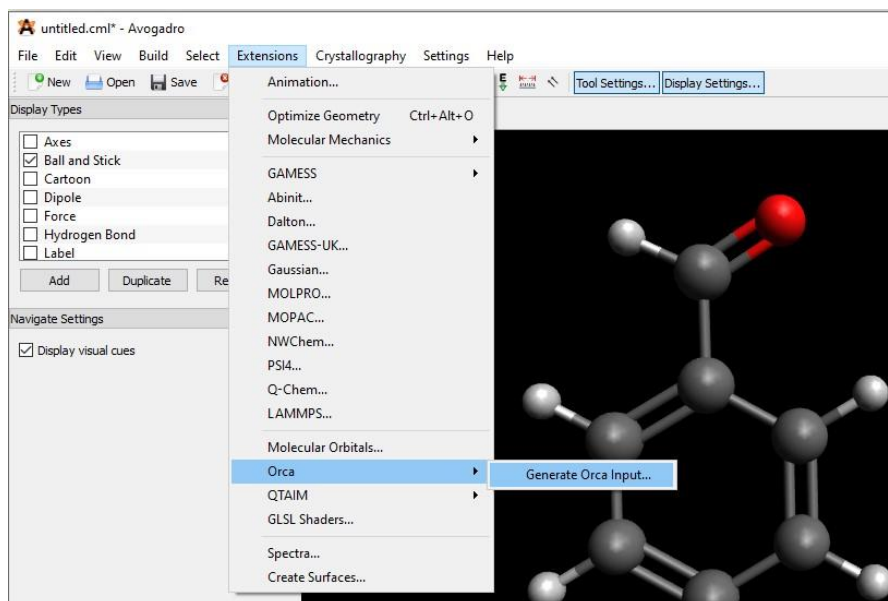 untitled.cml* - Avogadro
File Edit View Build Select Extensions Crystallography Settings Help
New Open Save Tool Settings... Display Settings...
Display Types
Axes
Ball and Stick
Cartoon
Dipole
Force
Hydrogen Bond
Label
Add Duplicate Re
Navigate Settings
Display visual cues
Animation...
Optimize Geometry Ctrl+Alt+O
Molecular Mechanics
GAMESS
Abinit...
Dalton...
GAMESS-UK...
Gaussian...
MOLPRO...
MOPAC...
NWChem...
PSI4...
Q-Chem...
LAMMPS...
Molecular Orbitals...
Orca
Generate Orca Input...
QTAIM
GLSL Shaders...
Spectra...
Create Surfaces...